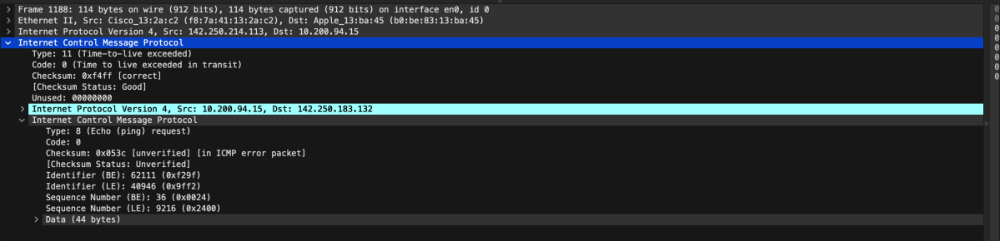 Frame 1188: 114 bytes on wire (912 bits), 114 bytes captured (912 bits) on interface en0, id 0
Ethernet II, Src: Cisco_13:2a:c2 (f8:7a:41:13:2a:c2), Dst: Apple_13:ba:45 (b0:be:83:13:ba:45)
Internet Protocol Version 4, Src: 142.250.214.113, Dst: 10.200.94.15
Internet Control Message Protocol
Type: 11 (Time-to-live exceeded)
Code: 0 (Time to live exceeded in transit)
Checksum: 0xf4ff [correct]
[Checksum Status: Good]
Unused: 00000000
Internet Protocol Version 4, Src: 10.200.94.15, Dst: 142.250.183.132
Internet Control Message Protocol
Type: 8 (Echo (ping) request)
Code: 0
Checksum: 0x053c [unverified] [in ICMP error packet]
[Checksum Status: Unverified]
Identifier (BE): 62111 (0xf29f)
Identifier (LE): 40946 (0x9ff2)
Sequence Number (BE): 36 (0x0024)
Sequence Number (LE): 9216 (0x2400)
Data (44 bytes)